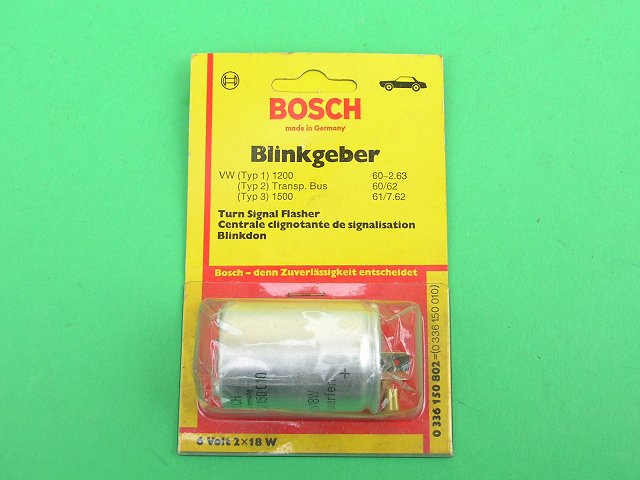 BOSCH
made in Germany
Blinkgeber
VW (Typ 1) 1200 60–2.63
(Typ 2) Transp. Bus 60/62
(Typ 3) 1500 61/7.62
Turn Signal Flasher
Centrale clignotante de signalisation
Blinkdon
Bosch – denn Zuverlässigkeit entscheidet
0 336 150 802=(0 336 150 010)
6 Volt 2×18 W